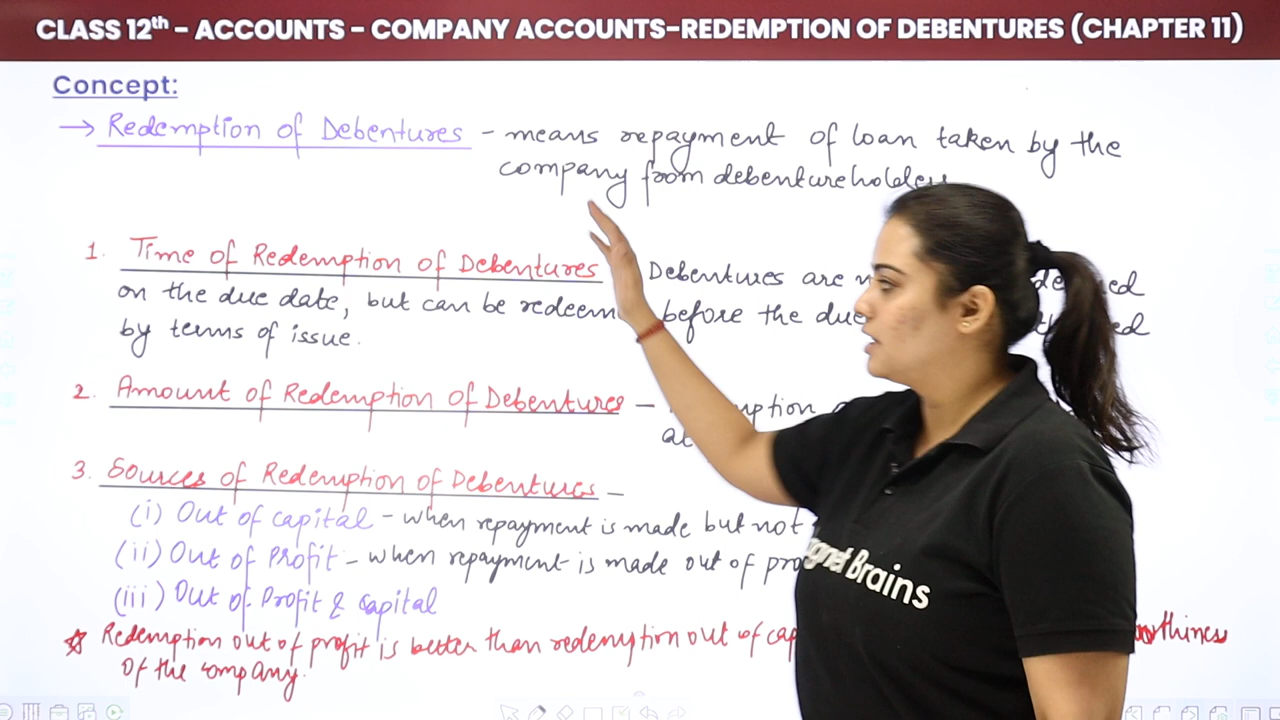 CLASS 12th - ACCOUNTS - COMPANY ACCOUNTS-REDEMPTION OF DEBENTURES (CHAPTER 11)
Concept:
→ Redemption of Debentures - means repayment of loan taken by the
company from debentureholders
1. Time of Redemption of Debentures Debentures are
on the due date, but can be redeem before the due
by terms of issue.
2. Amount of Redemption of Debentures -
at
3. Sources of Redemption of Debentures -
(i) Out of capital - when repayment is made but not
(ii) Out of Profit - when repayment is made out of
(iii) Out of Profit & Capital
☆ Redemption out of profit is better than redemption out of
of the company.
Brains